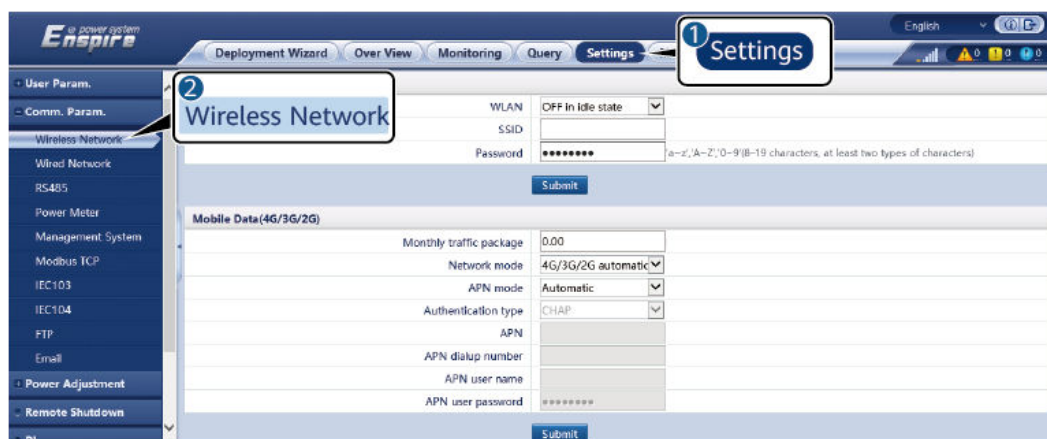 e power system
Enspire
English
Deployment Wizard Over View Monitoring Query Settings
1 Settings
0 0 0
User Param.
Comm. Param.
2 Wireless Network
Wireless Network
Wired Network
RS485
Power Meter
Management System
Modbus TCP
IEC103
IEC104
FTP
Email
Power Adjustment
Remote Shutdown
WLAN OFF in idle state
SSID
Password ●●●●●●●● 'a~z','A~Z','0~9'(8~19 characters, at least two types of characters)
Submit
Mobile Data(4G/3G/2G)
Monthly traffic package 0.00
Network mode 4G/3G/2G automatic
APN mode Automatic
Authentication type CHAP
APN
APN dialup number
APN user name
APN user password ●●●●●●●●
Submit